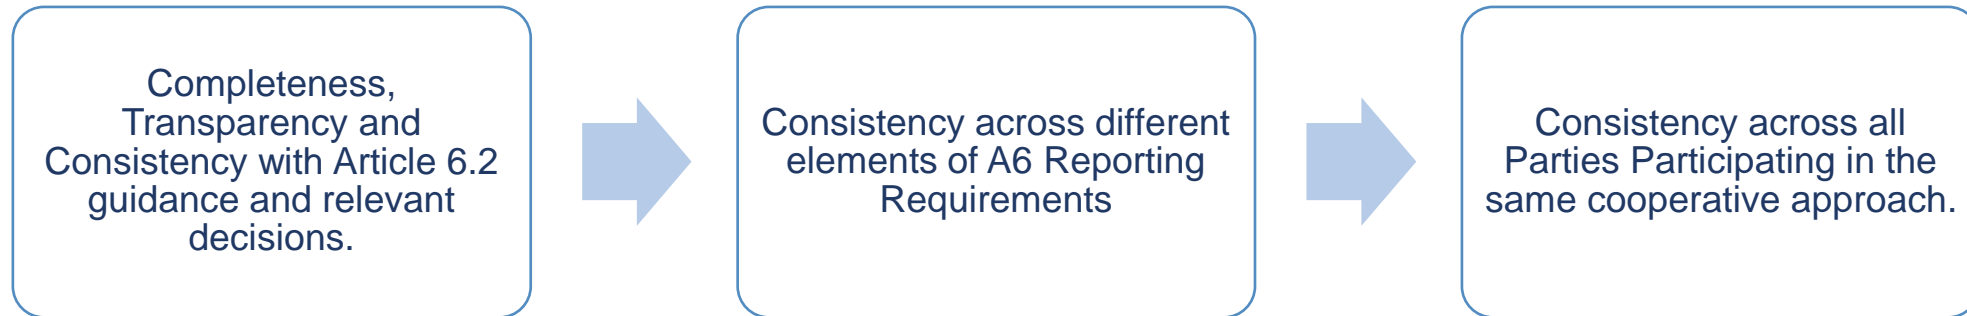 Completeness,
Transparency and
Consistency with Article 6.2
guidance and relevant
decisions.
Consistency across different
elements of A6 Reporting
Requirements
Consistency across all
Parties Participating in the
same cooperative approach.